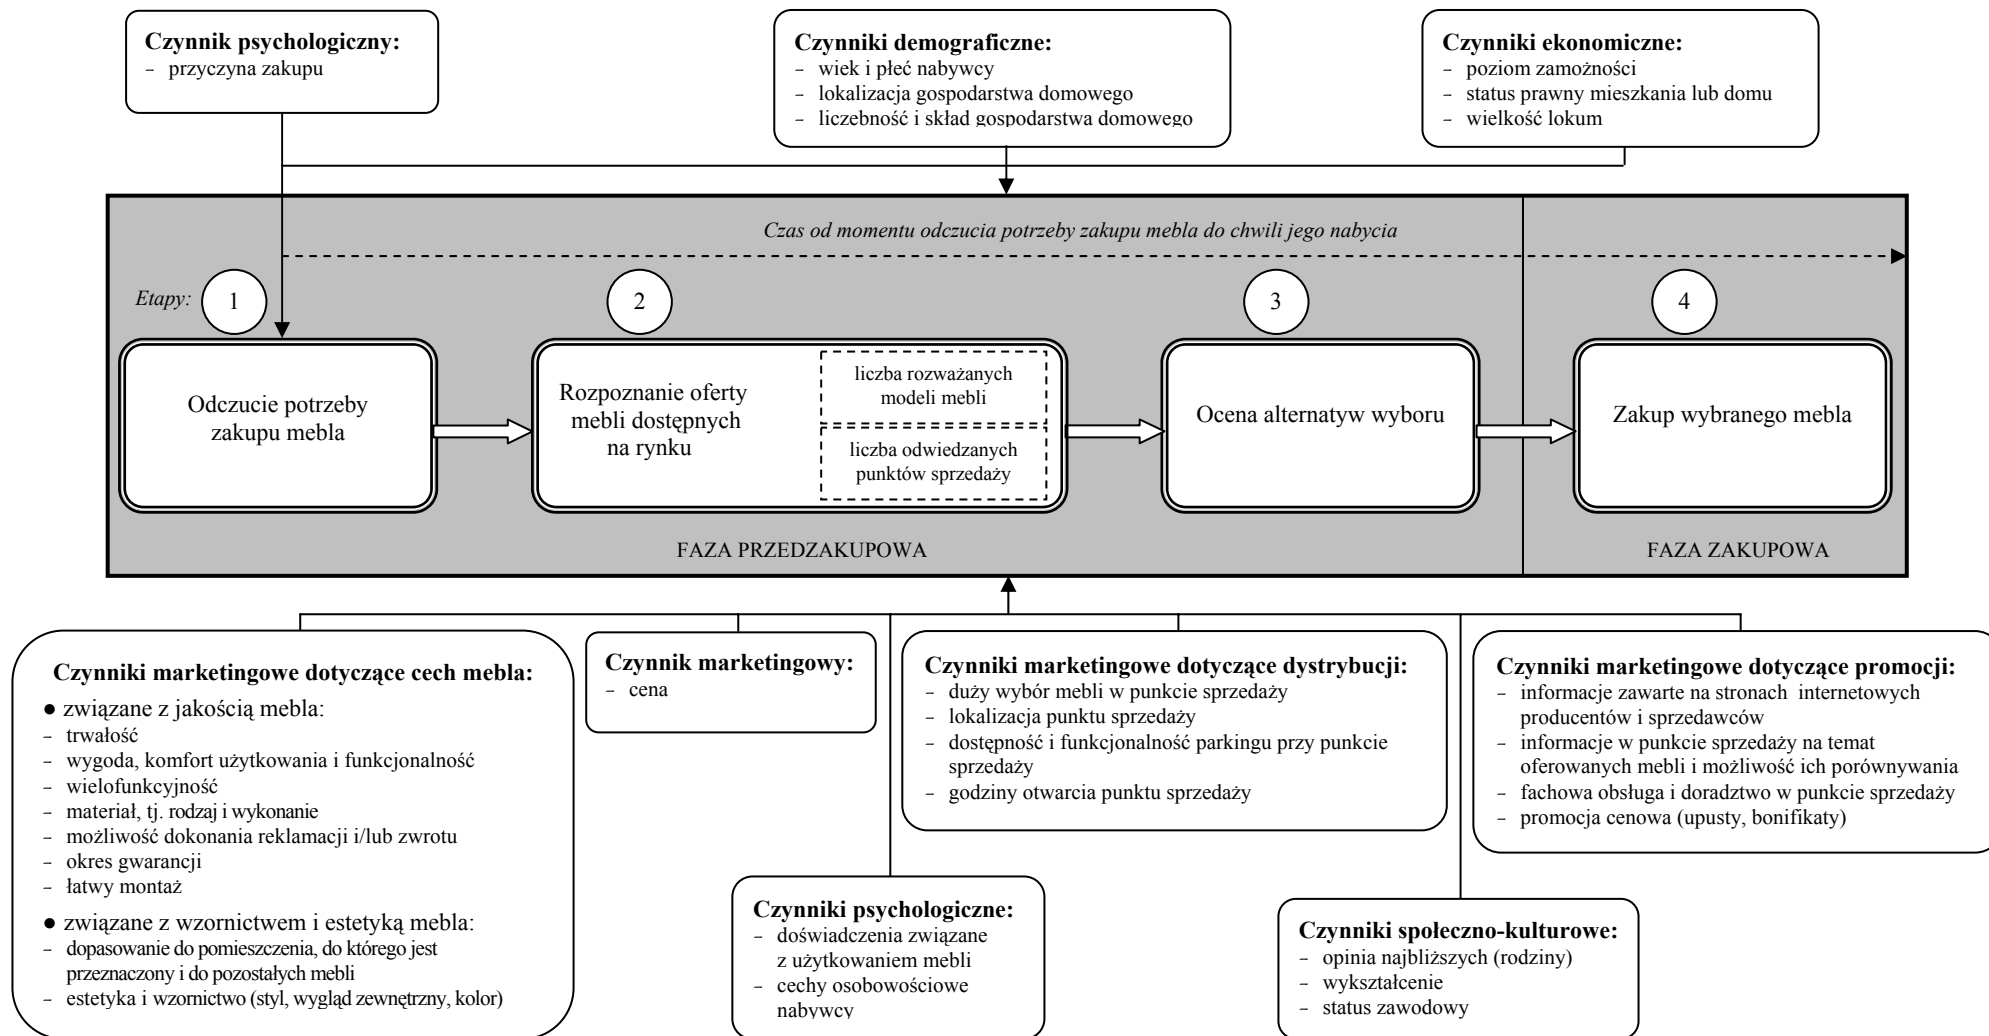 Czynnik psychologiczny:
- przyczyna zakupu
Czynniki demograficzne:
- wiek i płeć nabywcy
- lokalizacja gospodarstwa domowego
- liczebność i skład gospodarstwa domowego
Czynniki ekonomiczne:
- poziom zamożności
- status prawny mieszkania lub domu
- wielkość lokum
Czas od momentu odczucia potrzeby zakupu mebla do chwili jego nabycia
Etapy:
1
2
3
4
Odczucie potrzeby
zakupu mebla
Rozpoznanie oferty
mebli dostępnych
na rynku
liczba rozważanych
modeli mebli
liczba odwiedzanych
punktów sprzedaży
Ocena alternatyw wyboru
Zakup wybranego mebla
FAZA PRZEDZAKUPOWA
FAZA ZAKUPOWA
Czynniki marketingowe dotyczące cech mebla:
● związane z jakością mebla:
- trwałość
- wygoda, komfort użytkowania i funkcjonalność
- wielofunkcyjność
- materiał, tj. rodzaj i wykonanie
- możliwość dokonania reklamacji i/lub zwrotu
- okres gwarancji
- łatwy montaż
● związane z wzornictwem i estetyką mebla:
- dopasowanie do pomieszczenia, do którego jest
przeznaczony i do pozostałych mebli
- estetyka i wzornictwo (styl, wygląd zewnętrzny, kolor)
Czynnik marketingowy:
- cena
Czynniki marketingowe dotyczące dystrybucji:
- duży wybór mebli w punkcie sprzedaży
- lokalizacja punktu sprzedaży
- dostępność i funkcjonalność parkingu przy punkcie
sprzedaży
- godziny otwarcia punktu sprzedaży
Czynniki marketingowe dotyczące promocji:
- informacje zawarte na stronach internetowych
producentów i sprzedawców
- informacje w punkcie sprzedaży na temat
oferowanych mebli i możliwość ich porównywania
- fachowa obsługa i doradztwo w punkcie sprzedaży
- promocja cenowa (upusty, bonifikaty)
Czynniki psychologiczne:
- doświadczenia związane
z użytkowaniem mebli
- cechy osobowościowe
nabywcy
Czynniki społeczno-kulturowe:
- opinia najbliższych (rodziny)
- wykształcenie
- status zawodowy